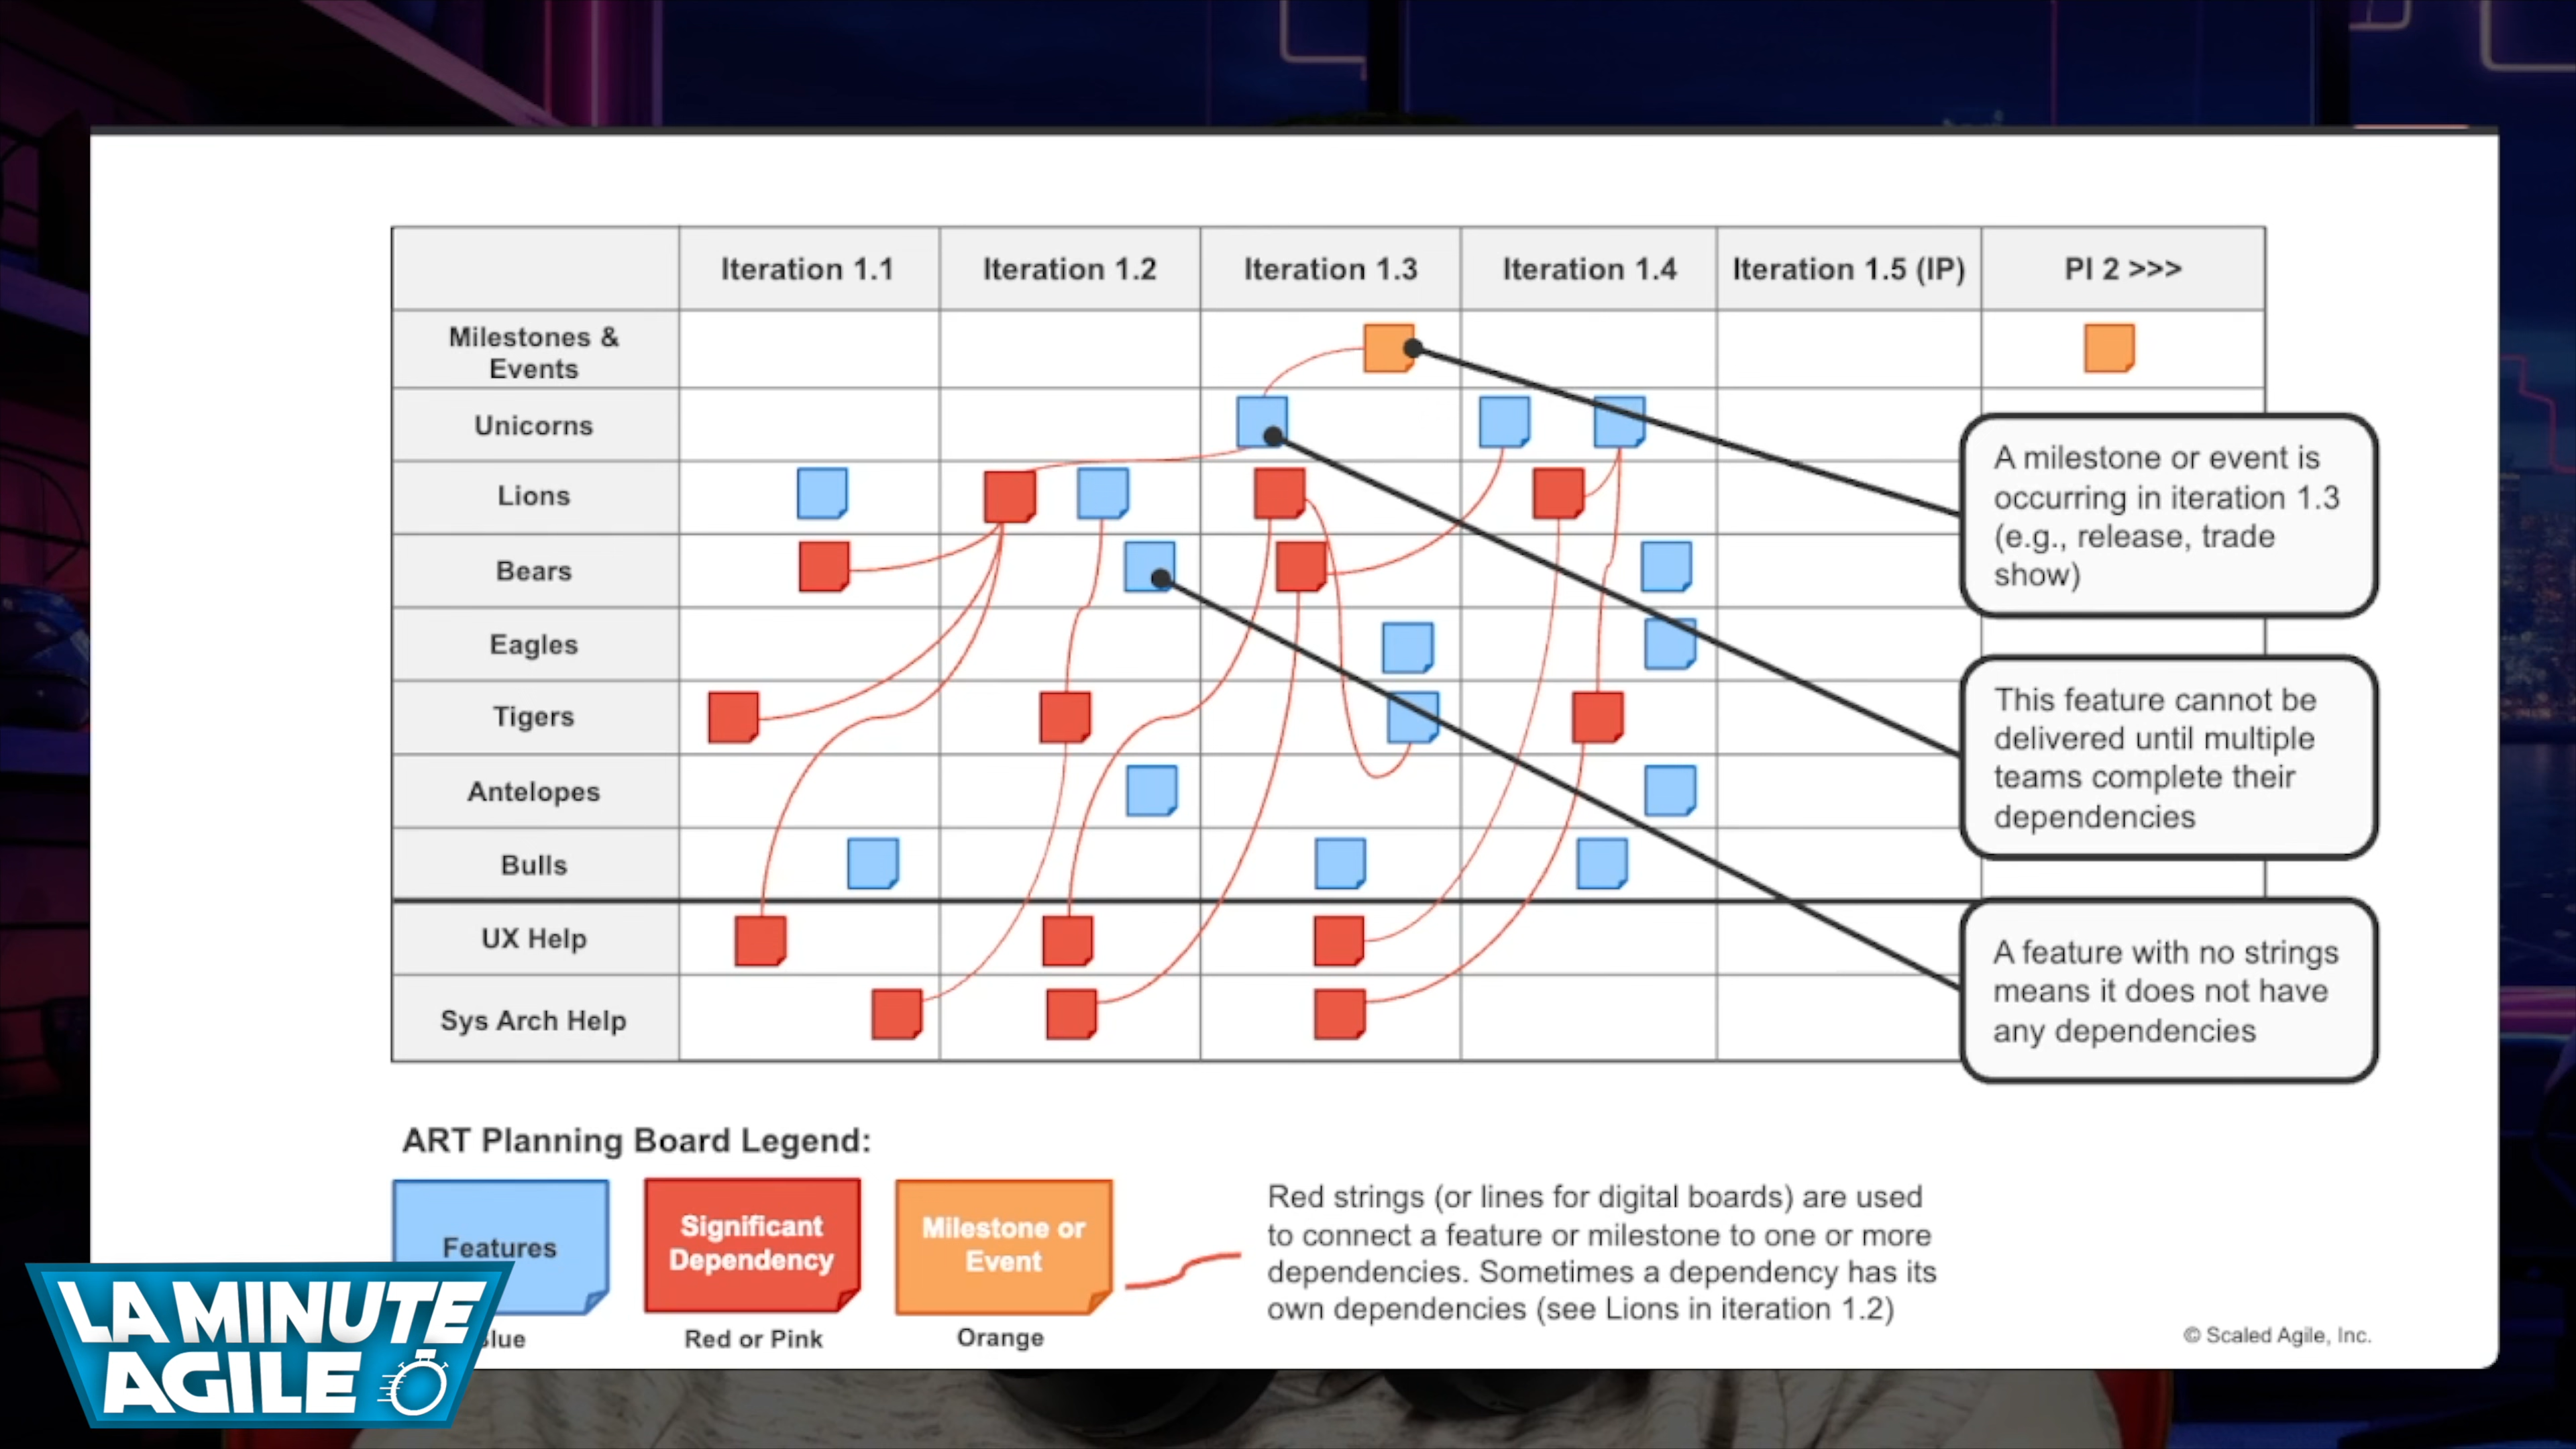 Iteration 1.1
Iteration 1.2
Iteration 1.3
Iteration 1.4
Iteration 1.5 (IP)
PI 2 >>>
Milestones &
Events
Unicorns
Lions
Bears
Eagles
Tigers
Antelopes
Bulls
UX Help
Sys Arch Help
A milestone or event is
occurring in iteration 1.3
(e.g., release, trade
show)
This feature cannot be
delivered until multiple
teams complete their
dependencies
A feature with no strings
means it does not have
any dependencies
ART Planning Board Legend:
Features
Significant
Dependency
Red or Pink
Milestone or
Event
Orange
Red strings (or lines for digital boards) are used
to connect a feature or milestone to one or more
dependencies. Sometimes a dependency has its
own dependencies (see Lions in iteration 1.2)
© Scaled Agile, Inc.
LA MINUTE
AGILE